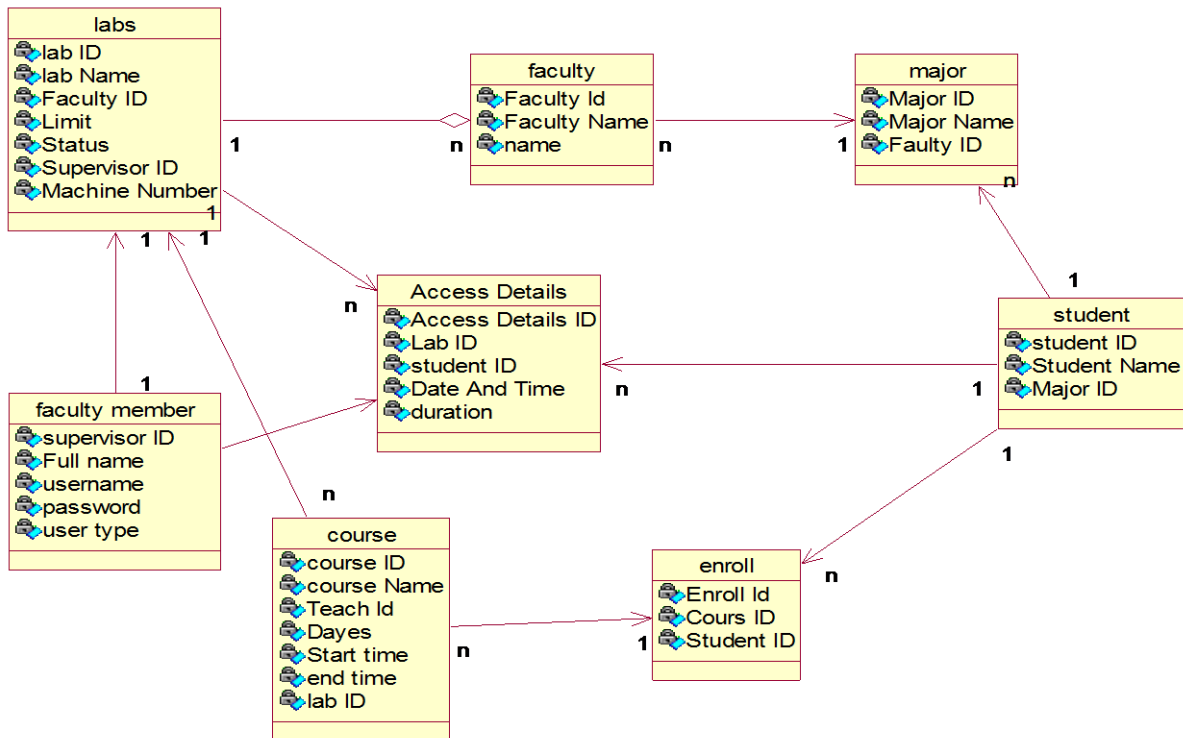 labs
lab ID
lab Name
Faculty ID
Limit
Status
Supervisor ID
Machine Number
1
n
faculty
Faculty Id
Faculty Name
name
n
1
major
Major ID
Major Name
Faulty ID
n
1
1
1
1
n
Access Details
Access Details ID
Lab ID
student ID
Date And Time
duration
n
1
student
student ID
Student Name
Major ID
1
1
faculty member
supervisor ID
Full name
username
password
user type
n
course
course ID
course Name
Teach Id
Dayes
Start time
end time
lab ID
n
1
enroll
Enroll Id
Cours ID
Student ID
n